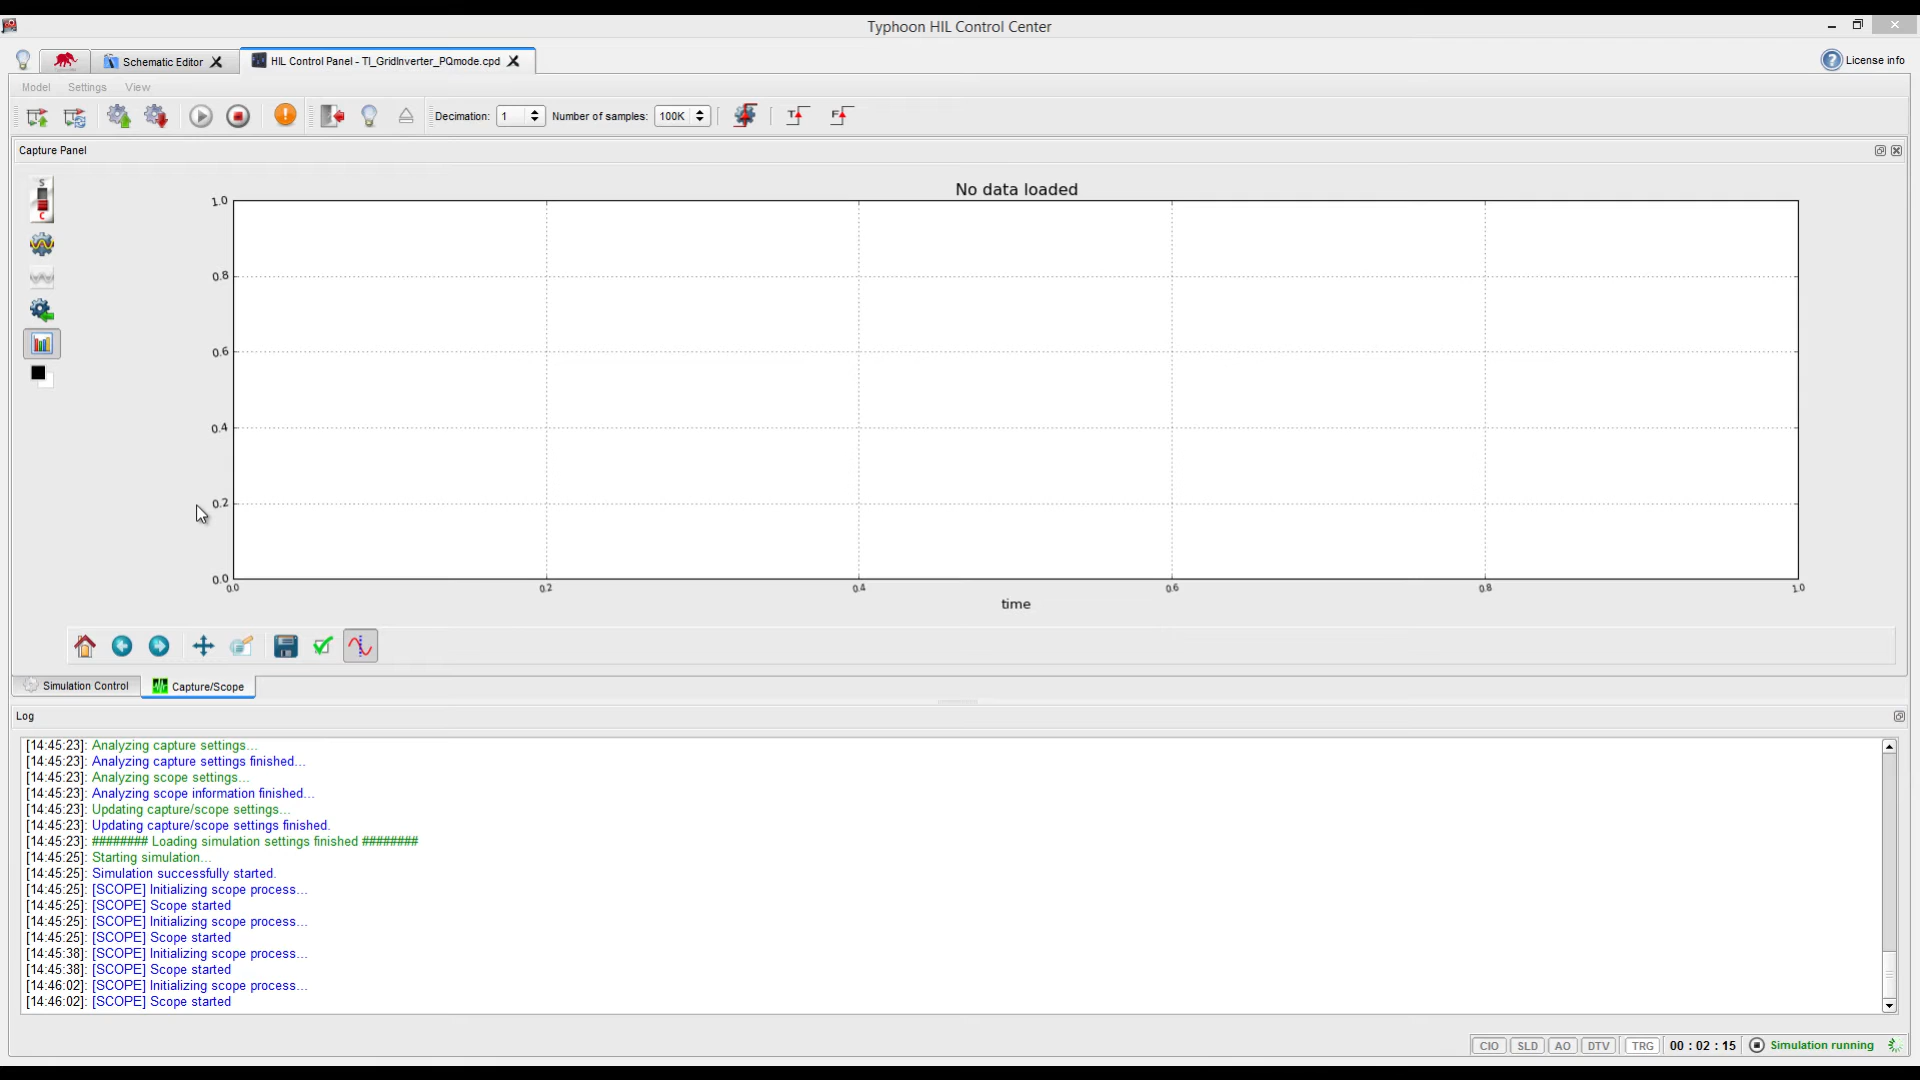 Typhoon HIL Control Center
Schematic Editor
HIL Control Panel - TI_GridInverter_PQmode.cpd
License info
Model Settings View
Decimation: 1 Number of samples: 100K T F
Capture Panel
S
C
No data loaded
1.0
0.8
0.6
0.4
0.2
0.0
0.0 0.2 0.4 0.6 0.8 1.0
time
Simulation Control Capture/Scope
Log
[14:45:23]: Analyzing capture settings...
[14:45:23]: Analyzing capture settings finished...
[14:45:23]: Analyzing scope settings...
[14:45:23]: Analyzing scope information finished...
[14:45:23]: Updating capture/scope settings...
[14:45:23]: Updating capture/scope settings finished.
[14:45:23]: ######## Loading simulation settings finished ########
[14:45:25]: Starting simulation...
[14:45:25]: Simulation successfully started.
[14:45:25]: [SCOPE] Initializing scope process...
[14:45:25]: [SCOPE] Scope started
[14:45:25]: [SCOPE] Initializing scope process...
[14:45:25]: [SCOPE] Scope started
[14:45:38]: [SCOPE] Initializing scope process...
[14:45:38]: [SCOPE] Scope started
[14:46:02]: [SCOPE] Initializing scope process...
[14:46:02]: [SCOPE] Scope started
CIO SLD AO DTV TRG 00 : 02 : 15 Simulation running